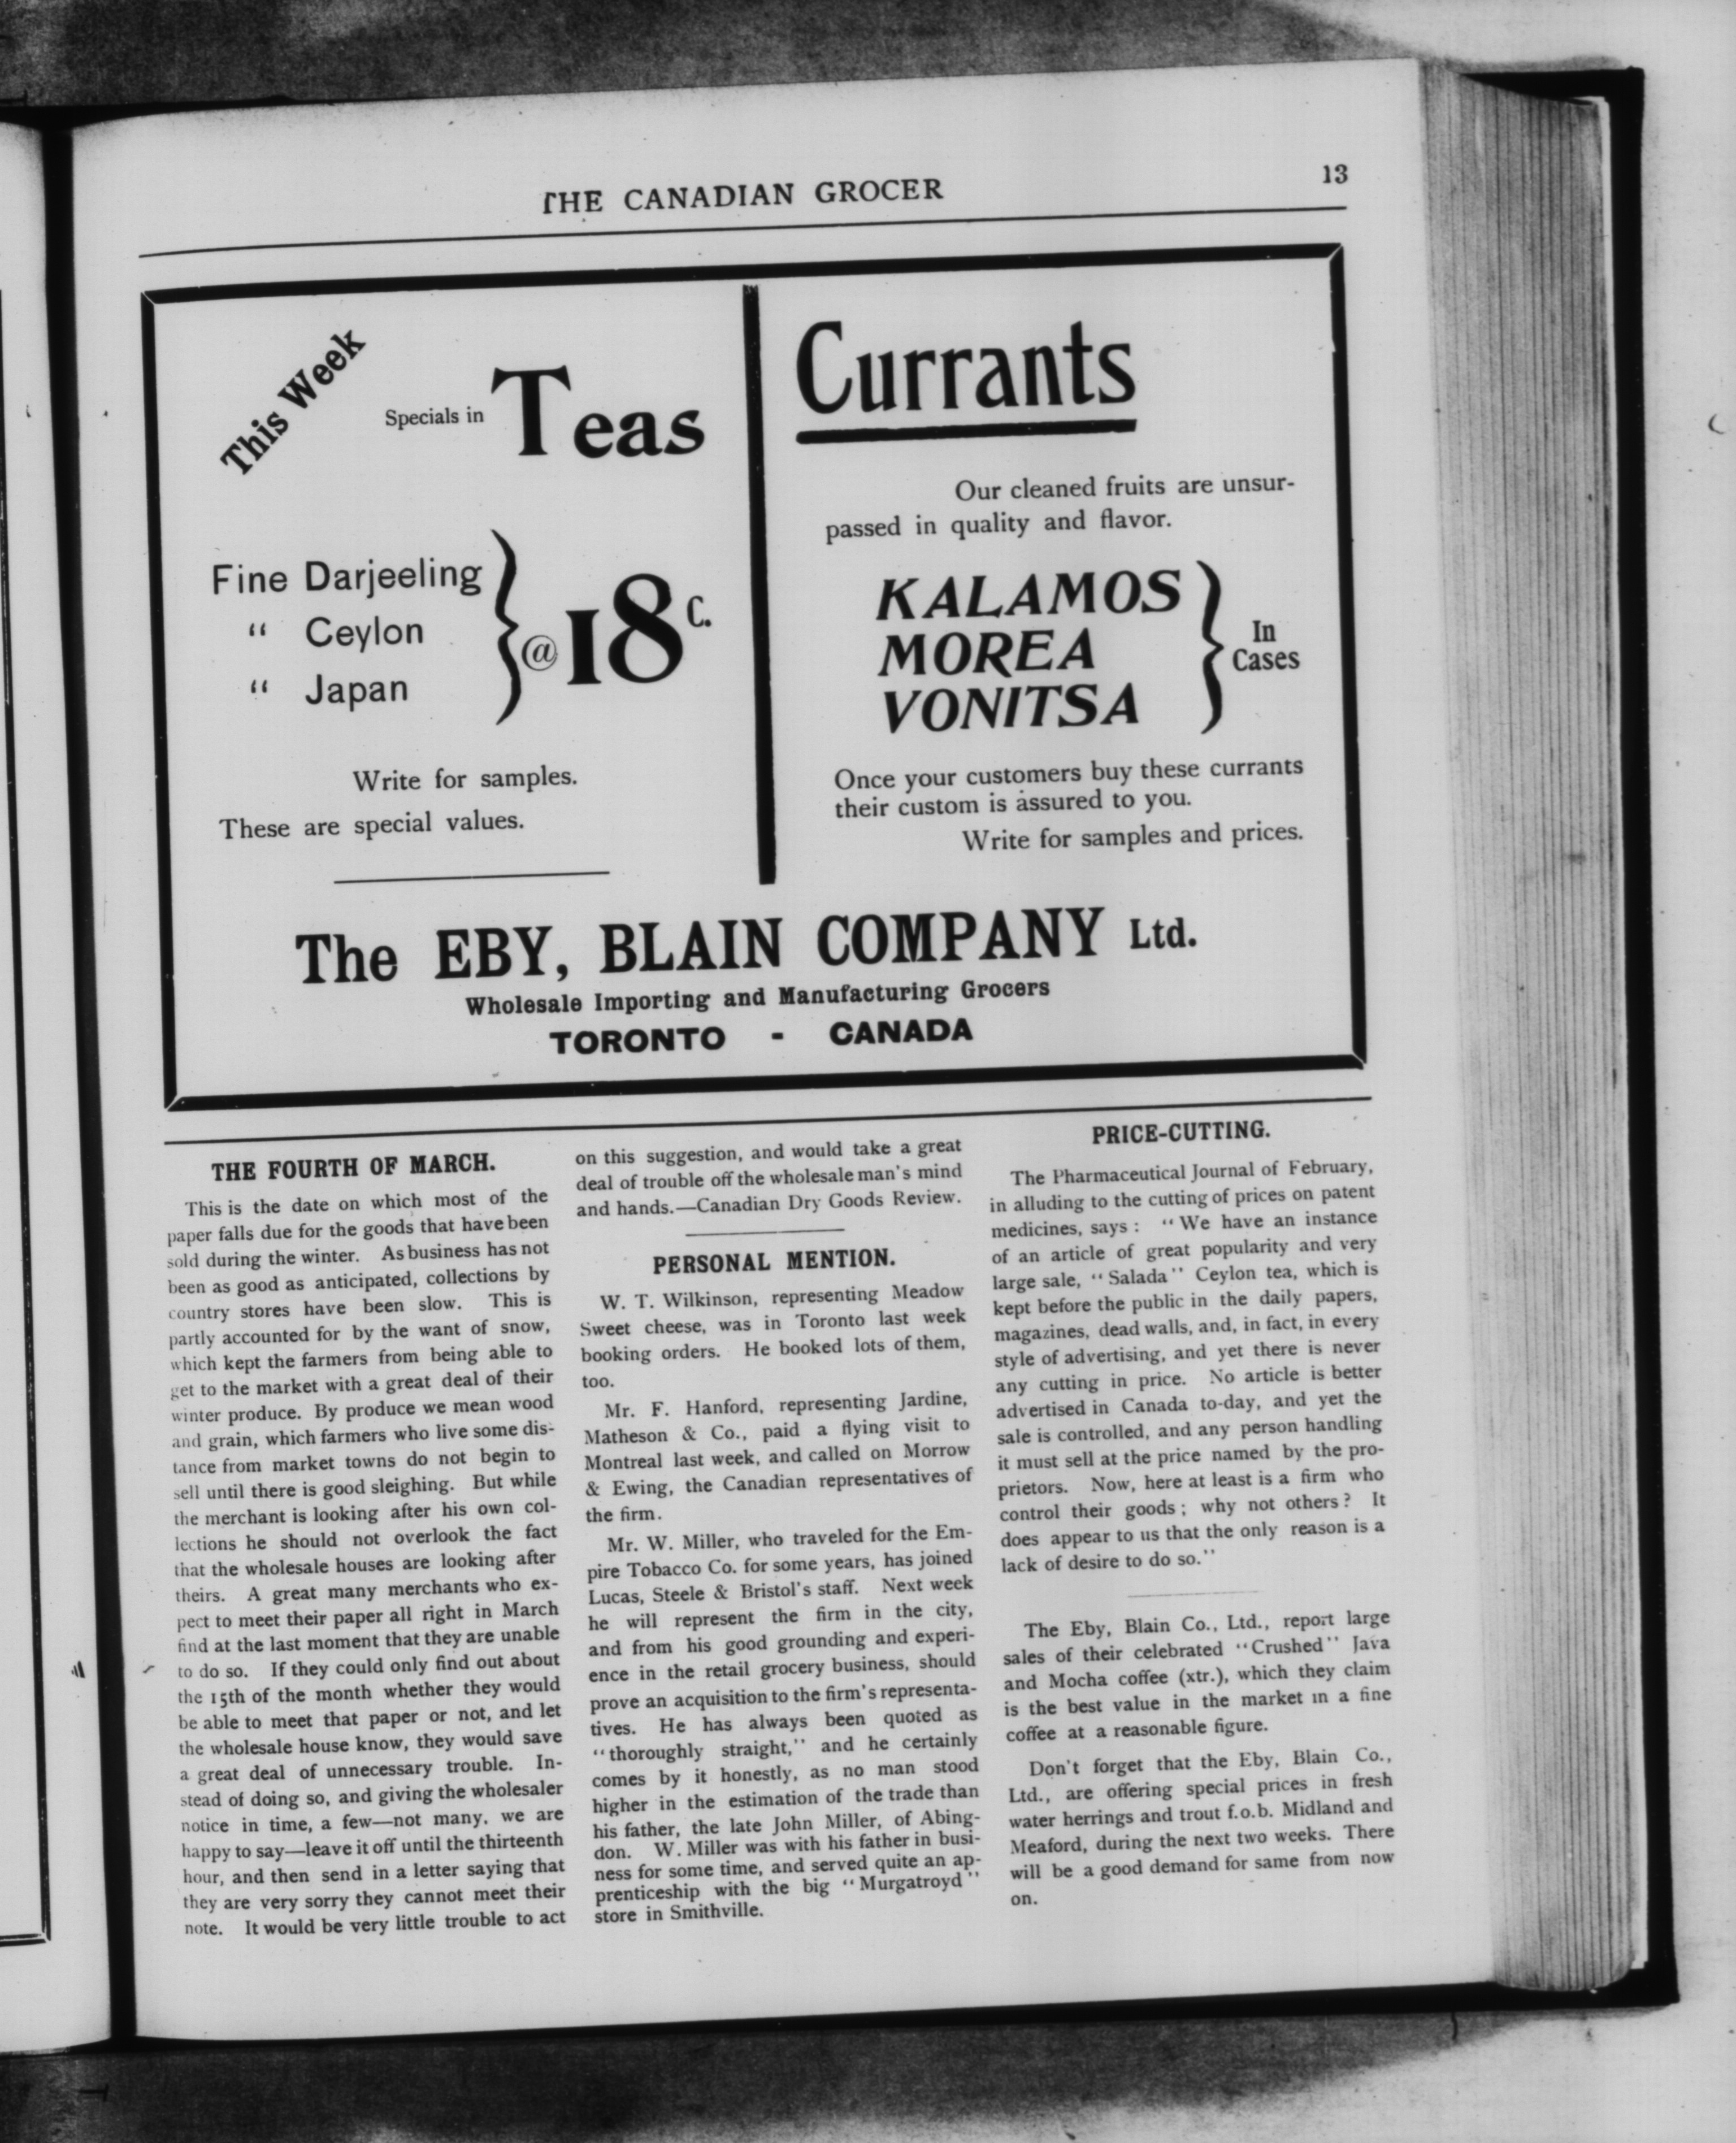 THE CANADIAN GROCER
13
This Week
Specials in Teas
Fine Darjeeling
“ Ceylon
“ Japan
@ 18c.
Write for samples.
These are special values.
Currants
Our cleaned fruits are unsur-
passed in quality and flavor.
KALAMOS
MOREA
VONITSA
In
Cases
Once your customers buy these currants
their custom is assured to you.
Write for samples and prices.
The EBY, BLAIN COMPANY Ltd.
Wholesale Importing and Manufacturing Grocers
TORONTO - CANADA
THE FOURTH OF MARCH.
This is the date on which most of the
paper falls due for the goods that have been
sold during the winter. As business has not
been as good as anticipated, collections by
country stores have been slow. This is
partly accounted for by the want of snow,
which kept the farmers from being able to
get to the market with a great deal of their
winter produce. By produce we mean wood
and grain, which farmers who live some dis-
tance from market towns do not begin to
sell until there is good sleighing. But while
the merchant is looking after his own col-
lections he should not overlook the fact
that the wholesale houses are looking after
theirs. A great many merchants who ex-
pect to meet their paper all right in March
find at the last moment that they are unable
to do so. If they could only find out about
the 15th of the month whether they would
be able to meet that paper or not, and let
the wholesale house know, they would save
a great deal of unnecessary trouble. In-
stead of doing so, and giving the wholesaler
notice in time, a few—not many, we are
happy to say—leave it off until the thirteenth
hour, and then send in a letter saying that
they are very sorry they cannot meet their
note. It would be very little trouble to act
on this suggestion, and would take a great
deal of trouble off the wholesale man's mind
and hands.—Canadian Dry Goods Review.
PERSONAL MENTION.
W. T. Wilkinson, representing Meadow
Sweet cheese, was in Toronto last week
booking orders. He booked lots of them,
too.
Mr. F. Hanford, representing Jardine,
Matheson & Co., paid a flying visit to
Montreal last week, and called on Morrow
& Ewing, the Canadian representatives of
the firm.
Mr. W. Miller, who traveled for the Em-
pire Tobacco Co. for some years, has joined
Lucas, Steele & Bristol's staff. Next week
he will represent the firm in the city,
and from his good grounding and experi-
ence in the retail grocery business, should
prove an acquisition to the firm's representa-
tives. He has always been quoted as
“thoroughly straight,” and he certainly
comes by it honestly, as no man stood
higher in the estimation of the trade than
his father, the late John Miller, of Abing-
don. W. Miller was with his father in busi-
ness for some time, and served quite an ap-
prenticeship with the big “Murgatroyd”
store in Smithville.
PRICE-CUTTING.
The Pharmaceutical Journal of February,
in alluding to the cutting of prices on patent
medicines, says: “We have an instance
of an article of great popularity and very
large sale, “Salada” Ceylon tea, which is
kept before the public in the daily papers,
magazines, dead walls, and, in fact, in every
style of advertising, and yet there is never
any cutting in price. No article is better
advertised in Canada to-day, and yet the
sale is controlled, and any person handling
it must sell at the price named by the pro-
prietors. Now, here at least is a firm who
control their goods; why not others? It
does appear to us that the only reason is a
lack of desire to do so.”
The Eby, Blain Co., Ltd., report large
sales of their celebrated “Crushed” Java
and Mocha coffee (xtr.), which they claim
is the best value in the market in a fine
coffee at a reasonable figure.
Don't forget that the Eby, Blain Co.,
Ltd., are offering special prices in fresh
water herrings and trout f.o.b. Midland and
Meaford, during the next two weeks. There
will be a good demand for same from now
on.